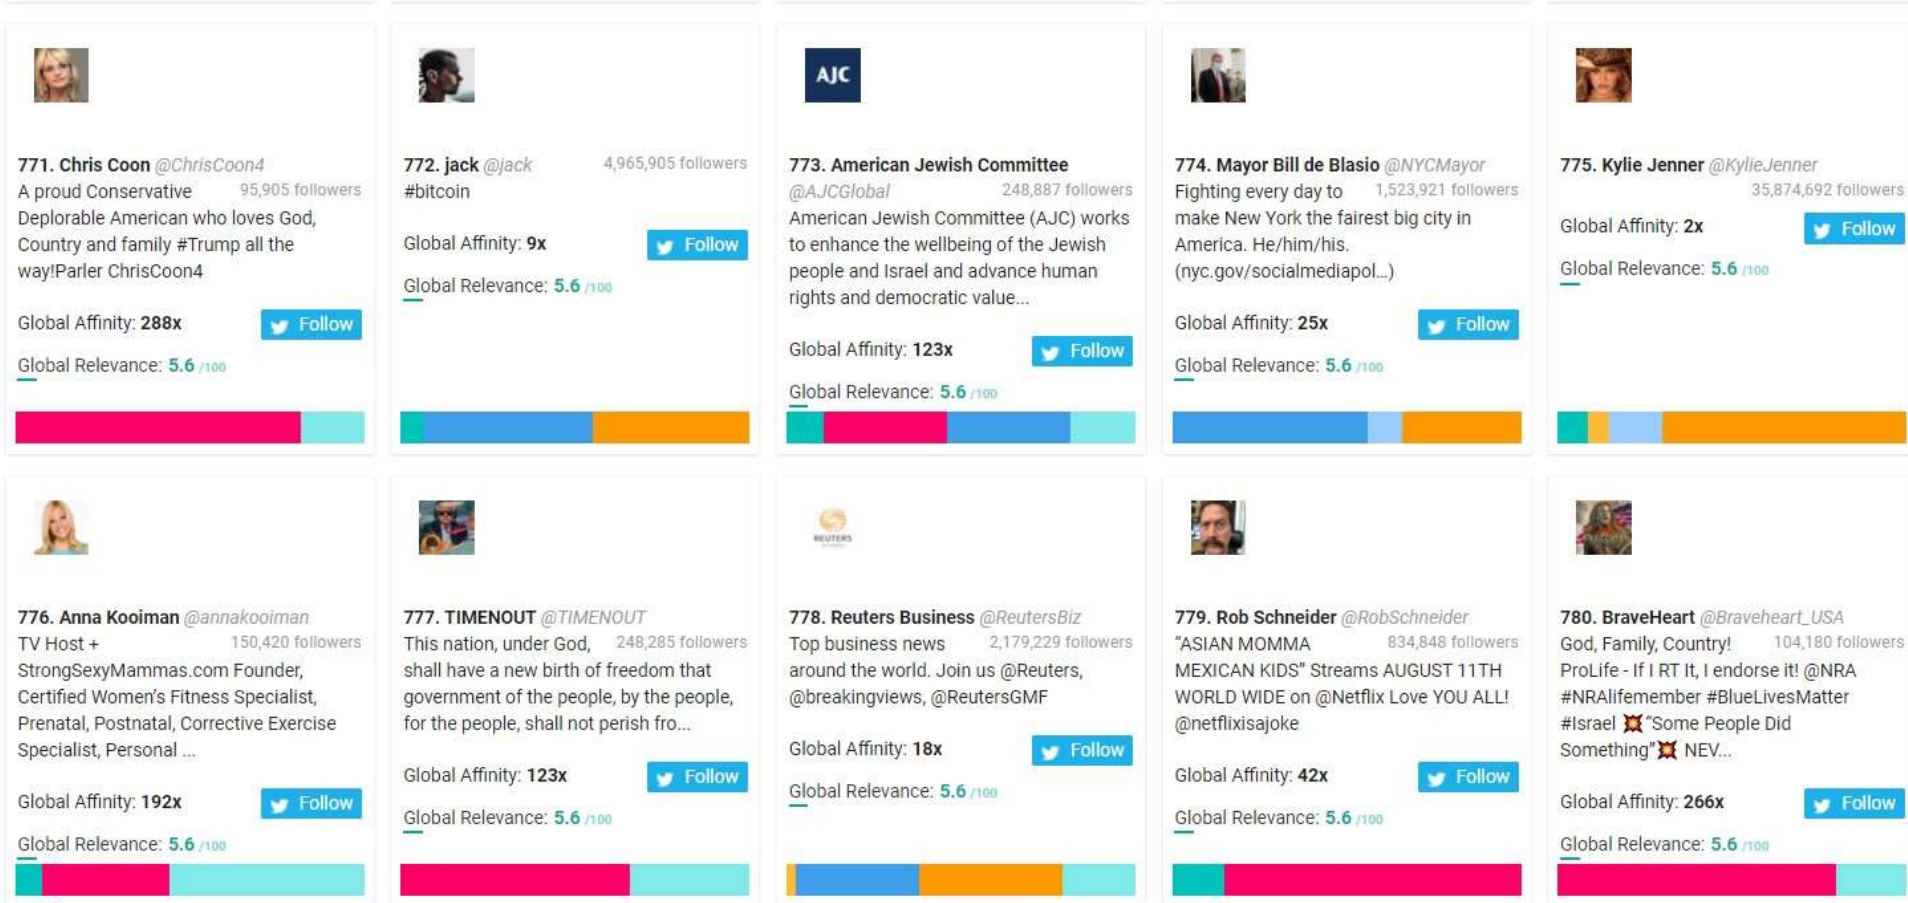 AJC
771. Chris Coon @ChrisCoon4
A proud Conservative 95,905 followers
Deplorable American who loves God,
Country and family #Trump all the
way!Parler ChrisCoon4
Global Affinity: 288x Follow
Global Relevance: 5.6 /100
772. jack @jack 4,965,905 followers
#bitcoin
Global Affinity: 9x Follow
Global Relevance: 5.6 /100
773. American Jewish Committee
@AJCGlobal 248,887 followers
American Jewish Committee (AJC) works
to enhance the wellbeing of the Jewish
people and Israel and advance human
rights and democratic value...
Global Affinity: 123x Follow
Global Relevance: 5.6 /100
774. Mayor Bill de Blasio @NYCMayor
Fighting every day to 1,523,921 followers
make New York the fairest big city in
America. He/him/his.
(nyc.gov/socialmediapol...)
Global Affinity: 25x Follow
Global Relevance: 5.6 /100
775. Kylie Jenner @KylieJenner
35,874,692 followers
Global Affinity: 2x Follow
Global Relevance: 5.6 /100
776. Anna Kooiman @annakooiman
TV Host + 150,420 followers
StrongSexyMammas.com Founder,
Certified Women's Fitness Specialist,
Prenatal, Postnatal, Corrective Exercise
Specialist, Personal ...
Global Affinity: 192x Follow
Global Relevance: 5.6 /100
777. TIMENOUT @TIMENOUT
This nation, under God, 248,285 followers
shall have a new birth of freedom that
government of the people, by the people,
for the people, shall not perish fro...
Global Affinity: 123x Follow
Global Relevance: 5.6 /100
REUTERS
778. Reuters Business @ReutersBiz
Top business news 2,179,229 followers
around the world. Join us @Reuters,
@breakingviews, @ReutersGMF
Global Affinity: 18x Follow
Global Relevance: 5.6 /100
779. Rob Schneider @RobSchneider
“ASIAN MOMMA 834,848 followers
MEXICAN KIDS” Streams AUGUST 11TH
WORLD WIDE on @Netflix Love YOU ALL!
@netflixisajoke
Global Affinity: 42x Follow
Global Relevance: 5.6 /100
780. BraveHeart @Braveheart_USA
God, Family, Country! 104,180 followers
ProLife - If I RT It, I endorse it! @NRA
#NRAlifemember #BlueLivesMatter
#Israel 💥“Some People Did
Something”💥 NEV...
Global Affinity: 266x Follow
Global Relevance: 5.6 /100